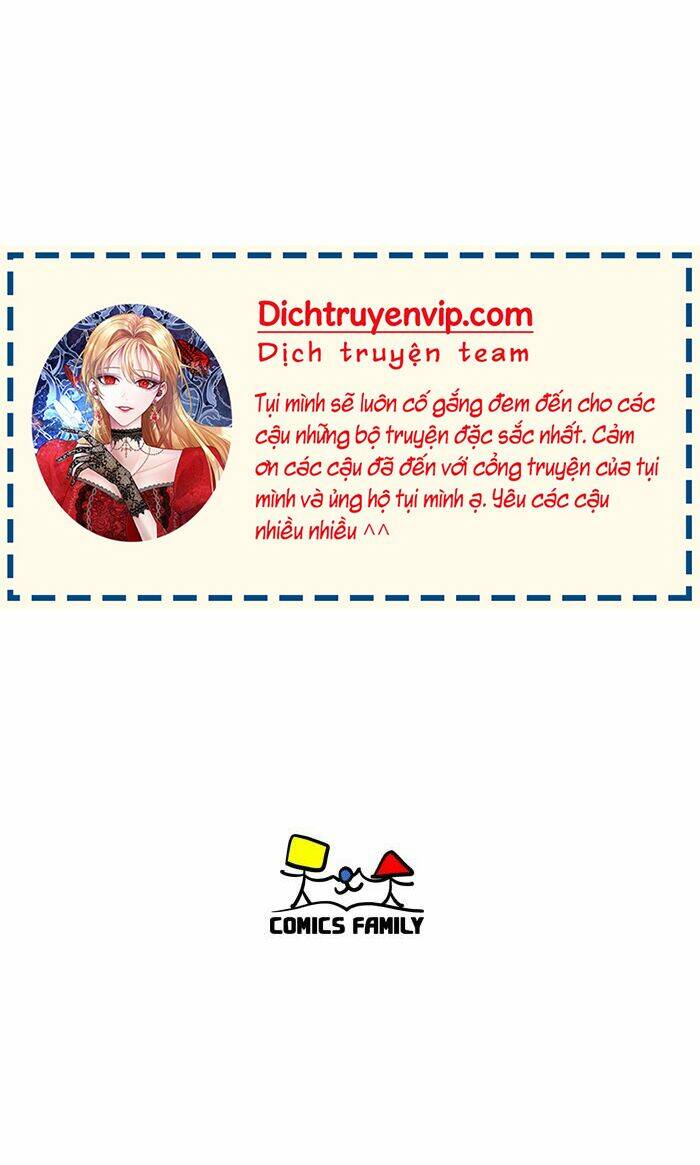 Dichtruyenvip.com
Dịch truyện team
Tụi mình sẽ luôn cố gắng đem đến cho các
cậu những bộ truyện đặc sắc nhất. Cảm
ơn các cậu đã đến với cổng truyện của tụi
mình và ủng hộ tụi mình ạ. Yêu các cậu
nhiều nhiều ^^
COMICS FAMILY